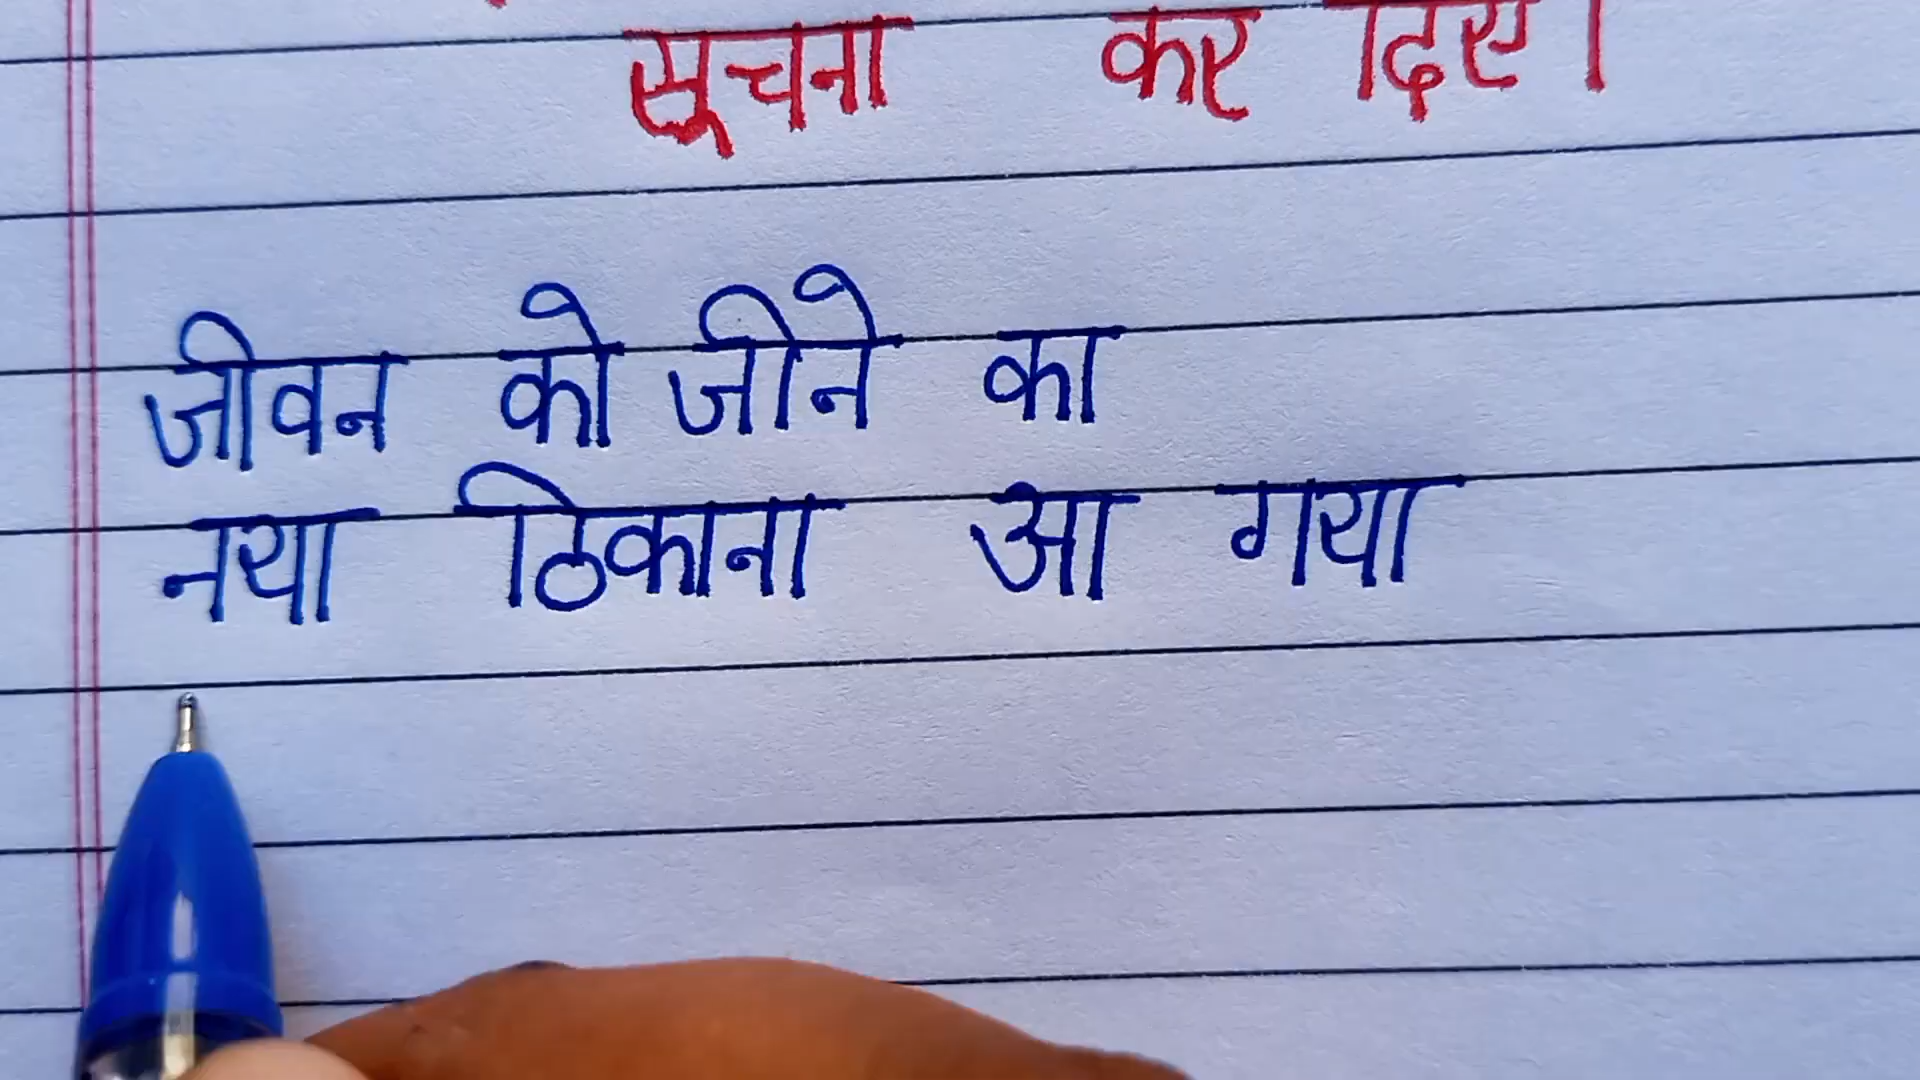 सूचना कर दिए।
जीवन को जीने का
नया ठिकाना आ गया